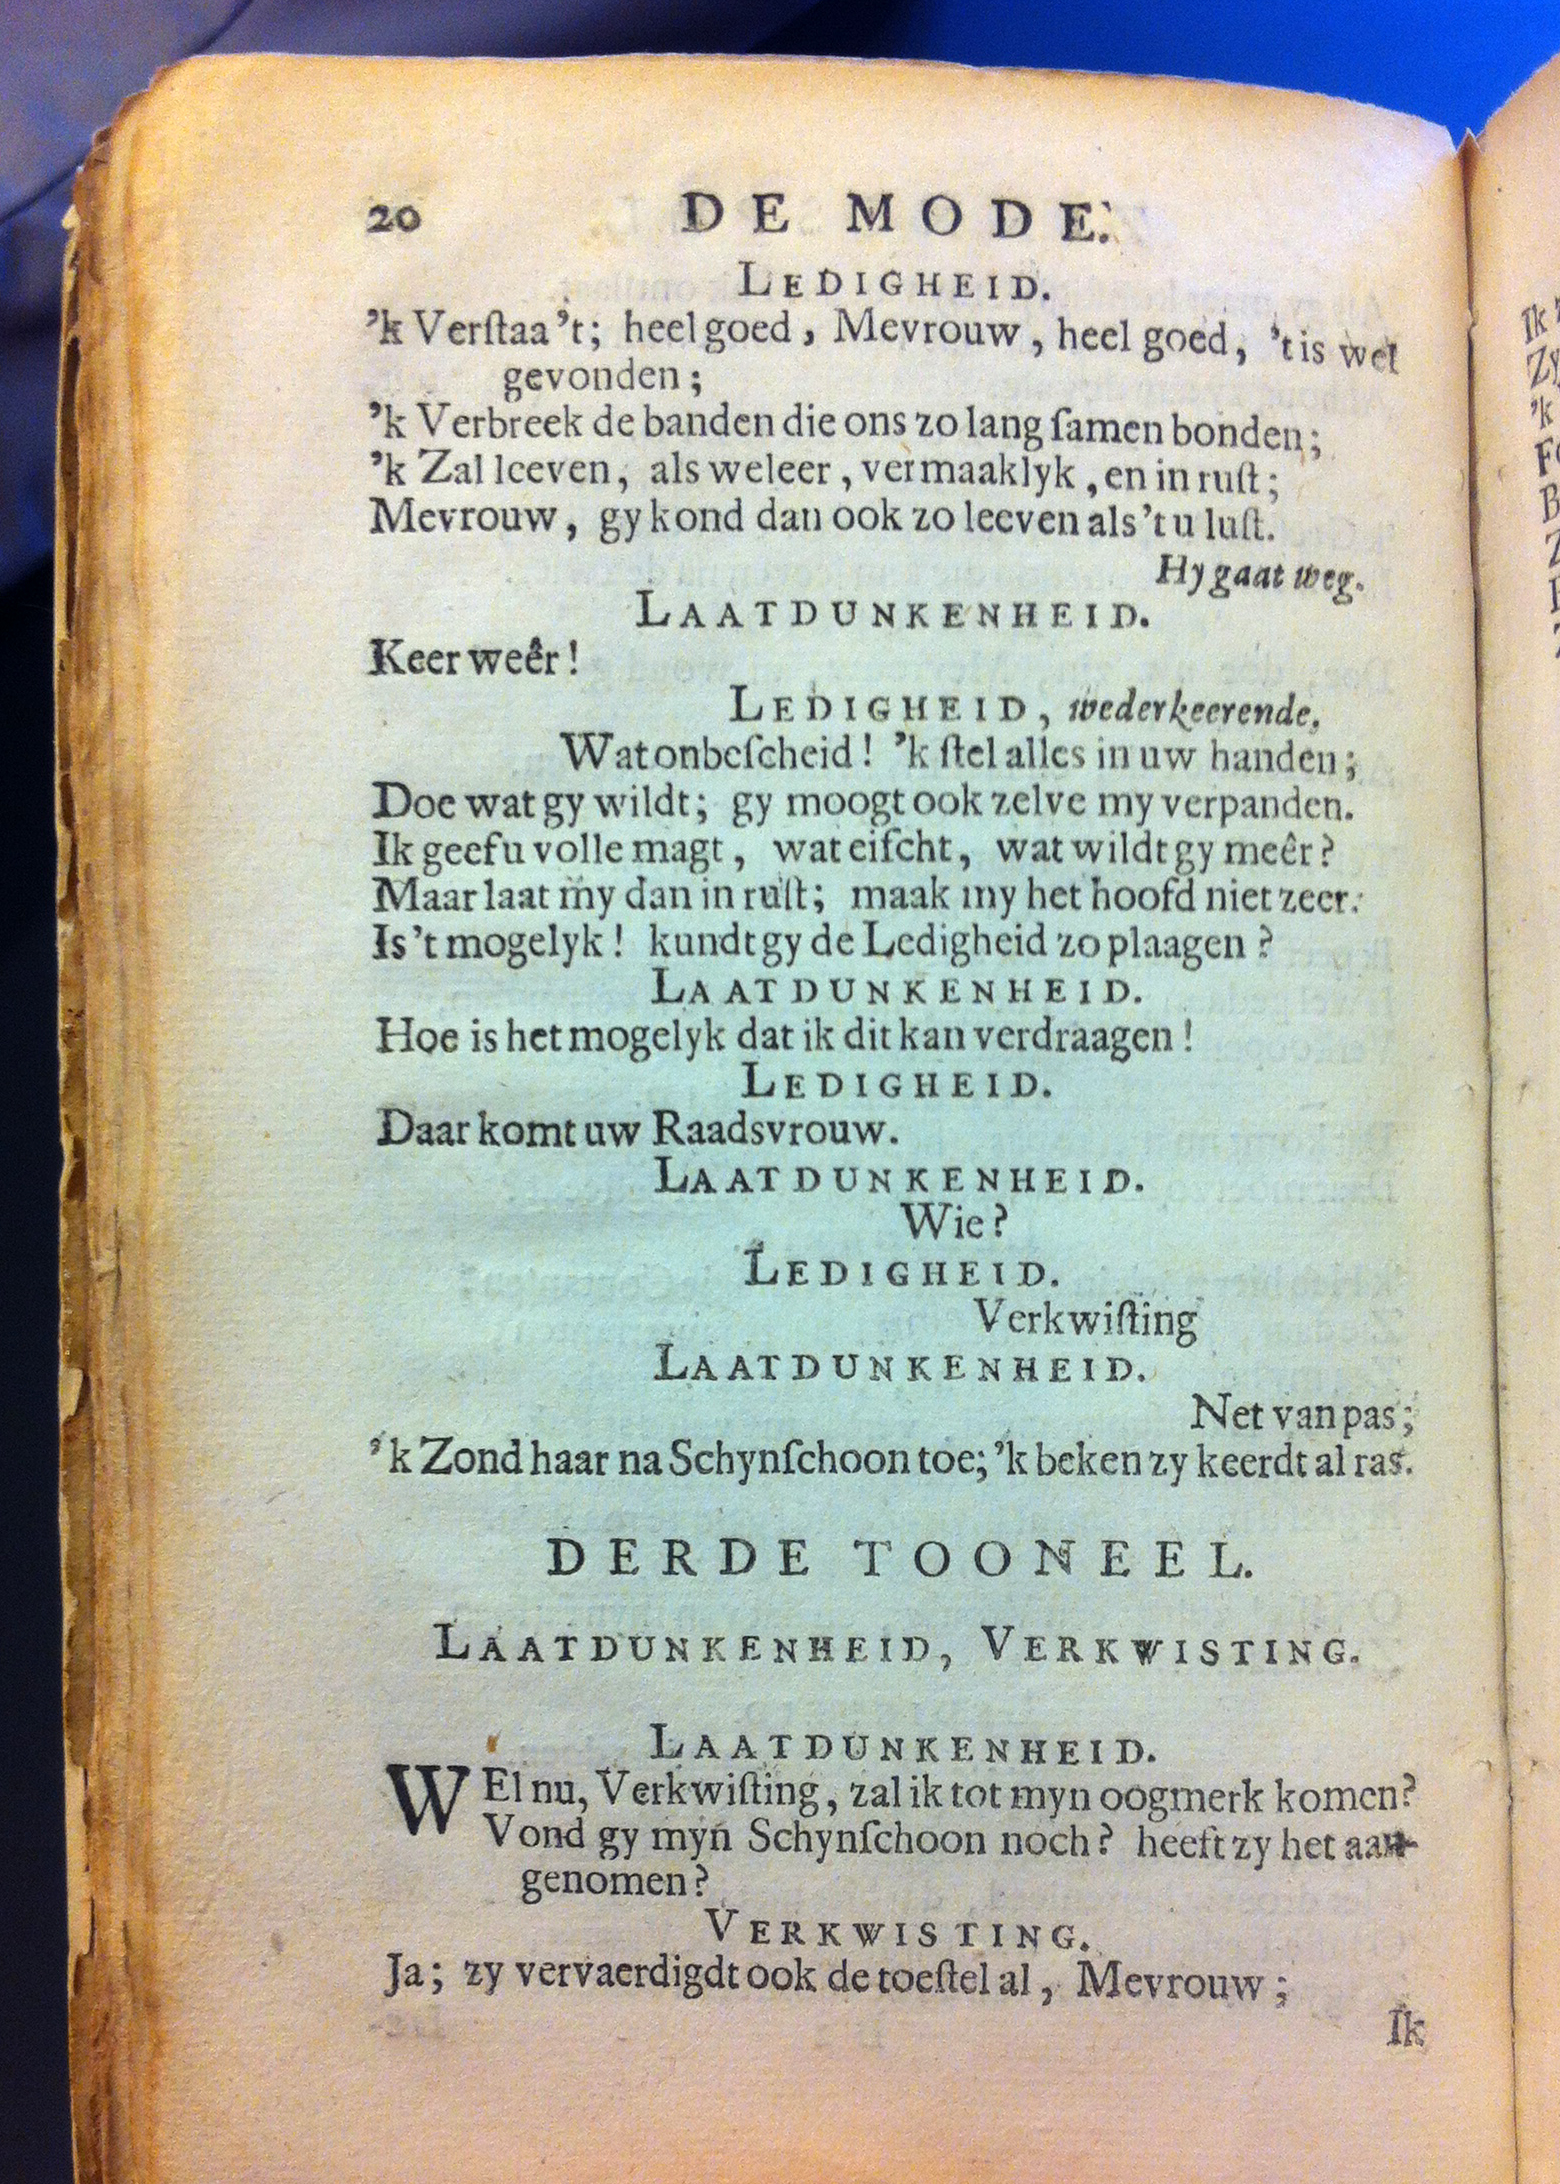 20 DE MODE.
LEDIGHEID.
’k Verſtaa ’t; heel goed, Mevrouw, heel goed, ’t is wel
gevonden;
’k Verbreek de banden die ons zo lang ſamen bonden;
’k Zal leeven, als weleer, vermaaklyk, en in ruſt;
Mevrouw, gy kond dan ook zo leeven als ’t u luſt.
Hy gaat weg.
LAATDUNKENHEID.
Keer weêr!
LEDIGHEID, wederkeerende.
Wat onbeſcheid! ’k ſtel alles in uw handen;
Doe wat gy wildt; gy moogt ook zelve my verpanden.
Ik geef u volle magt, wat eiſcht, wat wildt gy meêr?
Maar laat my dan in ruſt; maak my het hoofd niet zeer.
Is ’t mogelyk! kundt gy de Ledigheid zo plaagen?
LAATDUNKENHEID.
Hoe is het mogelyk dat ik dit kan verdraagen!
LEDIGHEID.
Daar komt uw Raadsvrouw.
LAATDUNKENHEID.
Wie?
LEDIGHEID.
Verkwiſting
LAATDUNKENHEID.
Net van pas;
’k Zond haar na Schynſchoon toe; ’k beken zy keerdt al ras.
DERDE TOONEEL.
LAATDUNKENHEID, VERKWISTING.
LAATDUNKENHEID.
WEl nu, Verkwiſting, zal ik tot myn oogmerk komen?
Vond gy myn Schynſchoon noch? heeft zy het aan-
genomen?
VERKWISTING.
Ja; zy vervaerdigdt ook de toeſtel al, Mevrouw;
Ik